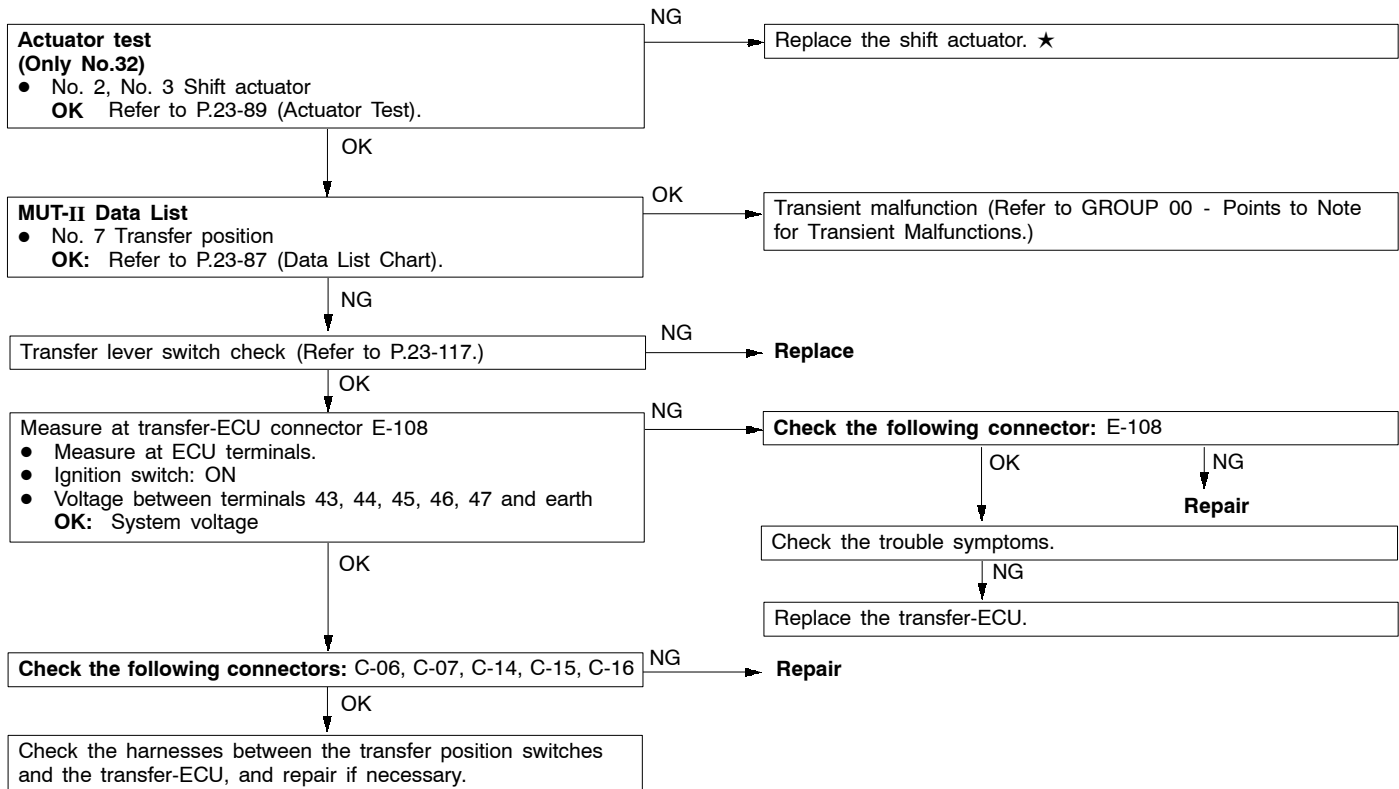 NG
Actuator test
(Only No.32)
● No. 2, No. 3 Shift actuator
OK Refer to P.23-89 (Actuator Test).
Replace the shift actuator. ★
OK
MUT-II Data List
● No. 7 Transfer position
OK: Refer to P.23-87 (Data List Chart).
OK
Transient malfunction (Refer to GROUP 00 - Points to Note
for Transient Malfunctions.)
NG
Transfer lever switch check (Refer to P.23-117.)
NG
Replace
OK
Measure at transfer-ECU connector E-108
● Measure at ECU terminals.
● Ignition switch: ON
● Voltage between terminals 43, 44, 45, 46, 47 and earth
OK: System voltage
NG
Check the following connector: E-108
OK
NG
Repair
Check the trouble symptoms.
NG
Replace the transfer-ECU.
OK
Check the following connectors: C-06, C-07, C-14, C-15, C-16
NG
Repair
OK
Check the harnesses between the transfer position switches
and the transfer-ECU, and repair if necessary.